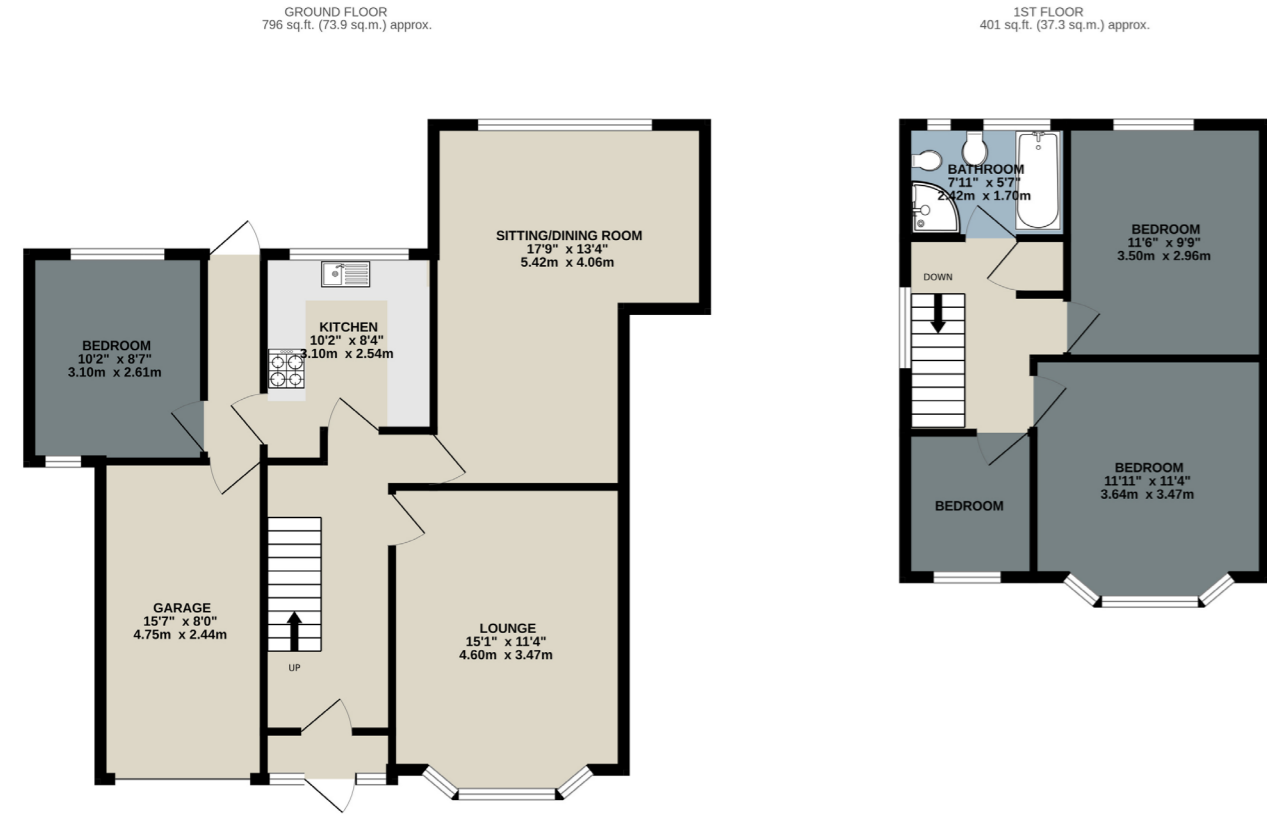 GROUND FLOOR
796 sq.ft. (73.9 sq.m.) approx.
SITTING/DINING ROOM
17'9" x 13'4"
5.42m x 4.06m
KITCHEN
10'2" x 8'4"
3.10m x 2.54m
BEDROOM
10'2" x 8'7"
3.10m x 2.61m
GARAGE
15'7" x 8'0"
4.75m x 2.44m
UP
LOUNGE
15'1" x 11'4"
4.60m x 3.47m
1ST FLOOR
401 sq.ft. (37.3 sq.m.) approx.
BATHROOM
7'11" x 5'7"
2.42m x 1.70m
BEDROOM
11'6" x 9'9"
3.50m x 2.96m
DOWN
BEDROOM
11'11" x 11'4"
3.64m x 3.47m
BEDROOM